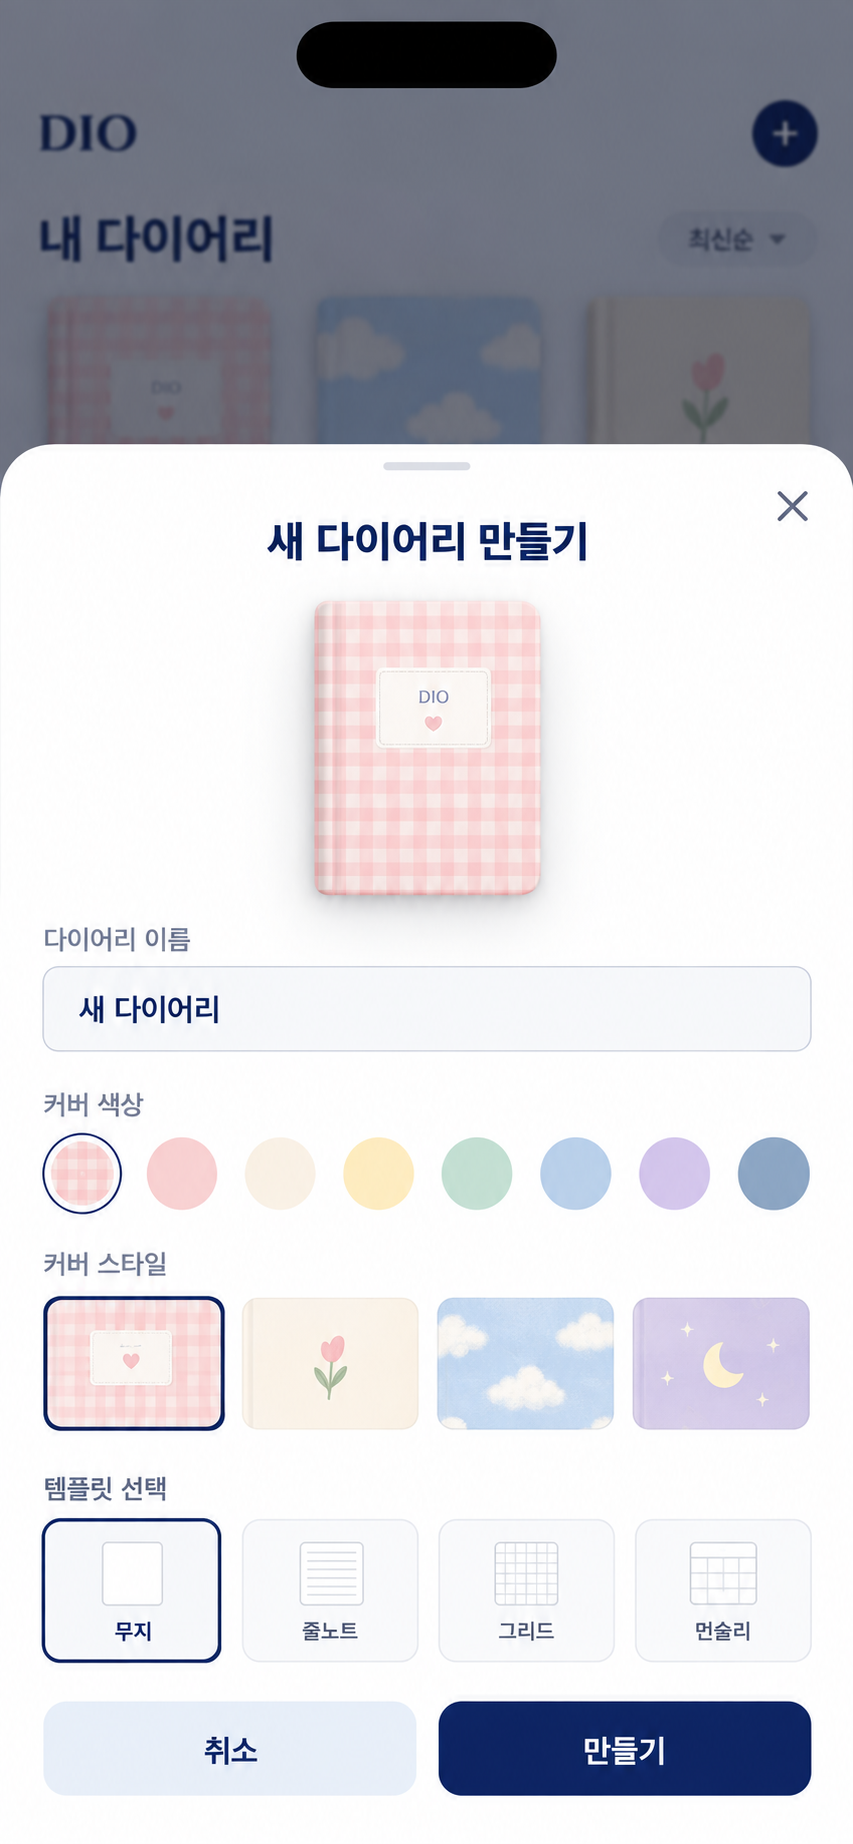 DIO
내 다이어리
최신순
DIO
새 다이어리 만들기
DIO
다이어리 이름
새 다이어리
커버 색상
커버 스타일
템플릿 선택
무지
줄노트
그리드
먼슬리
취소
만들기